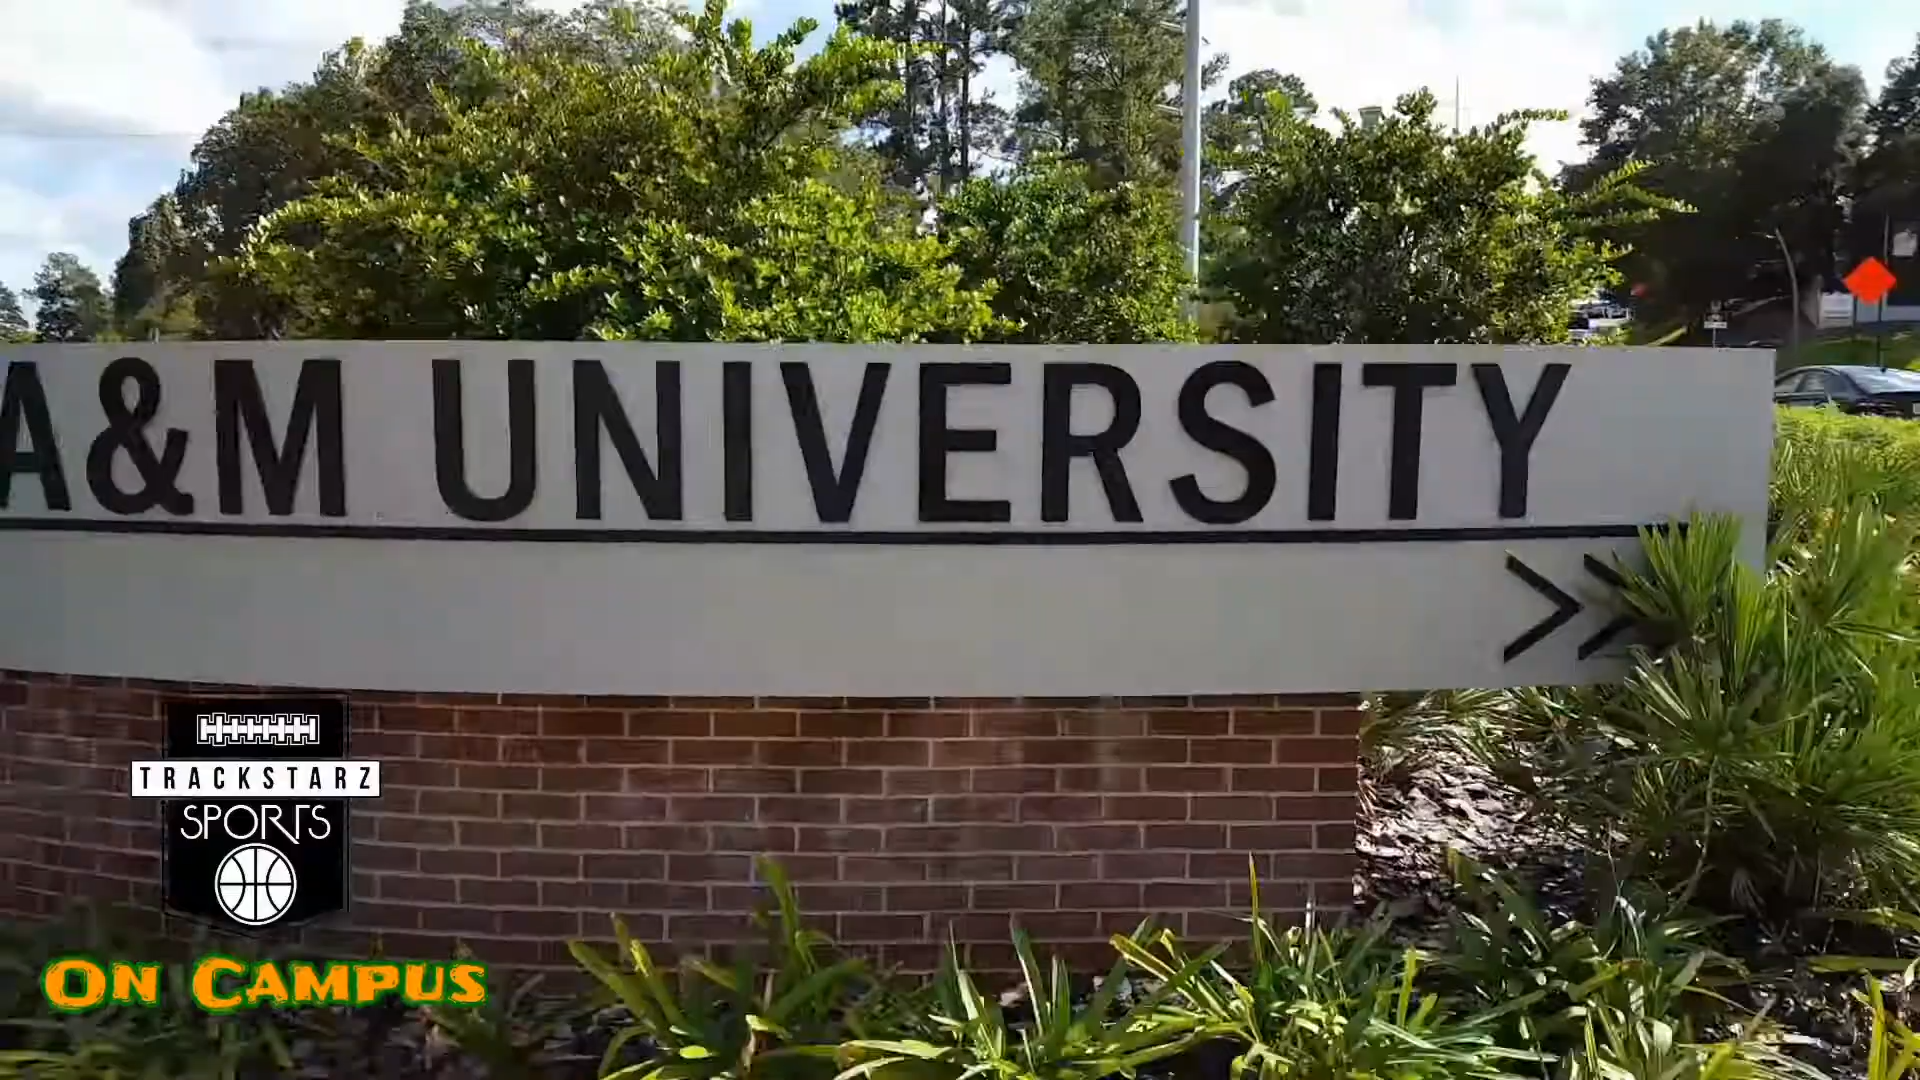 A&M UNIVERSITY
>>
TRACKSTARZ
SPORTS
ON CAMPUS